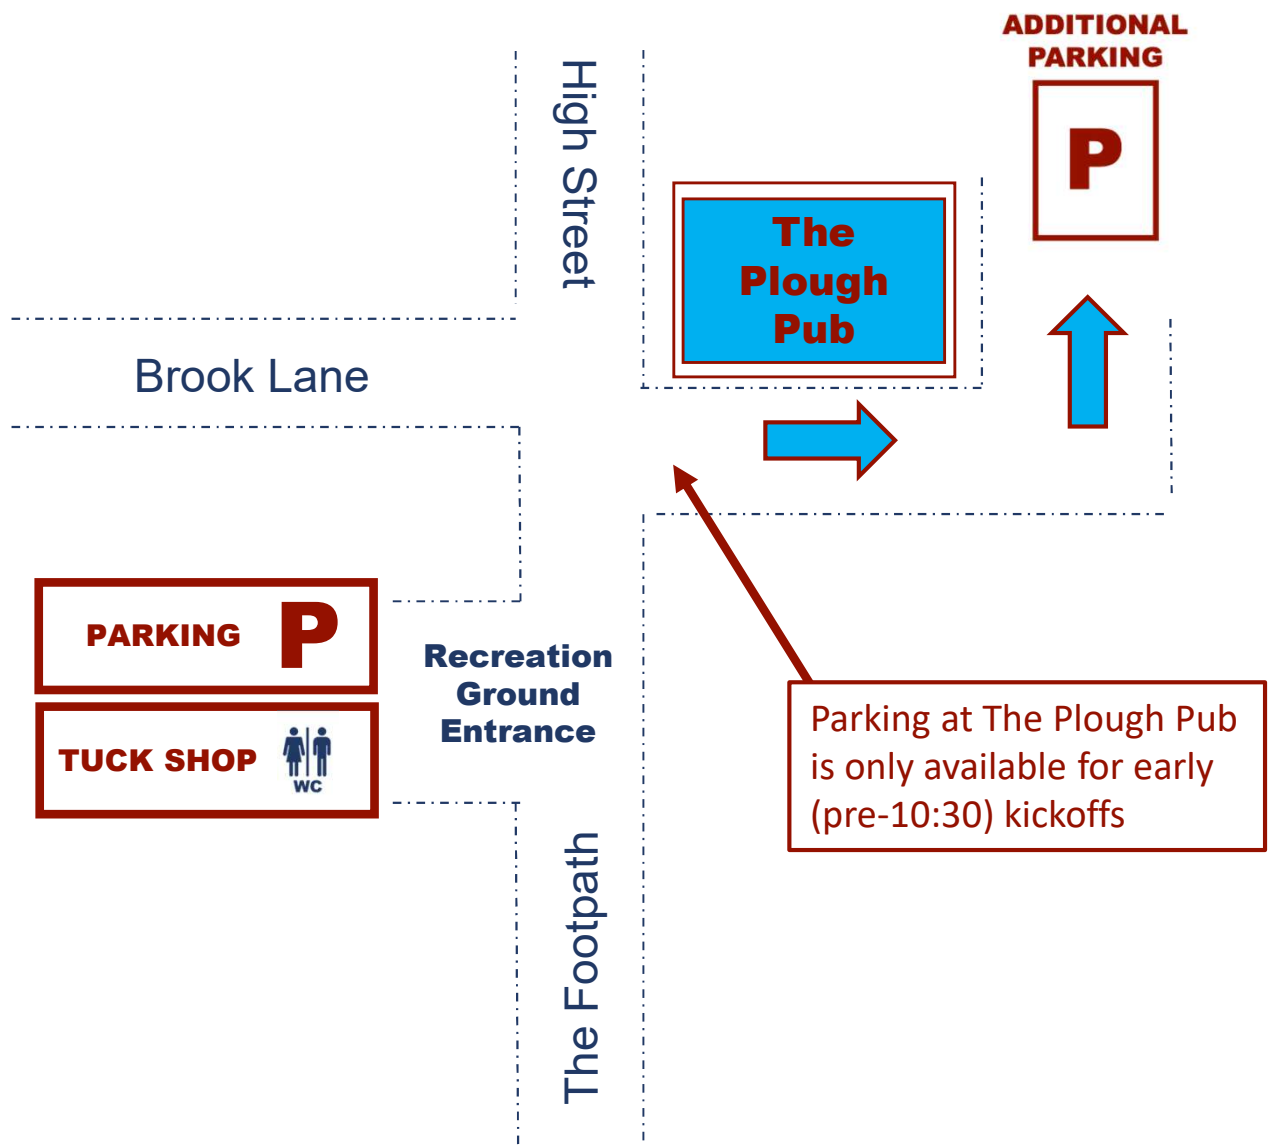 ADDITIONAL
PARKING
P
High Street
The
Plough
Pub
Brook Lane
PARKING P
Recreation
Ground
Entrance
TUCK SHOP
WC
Parking at The Plough Pub
is only available for early
(pre-10:30) kickoffs
The Footpath